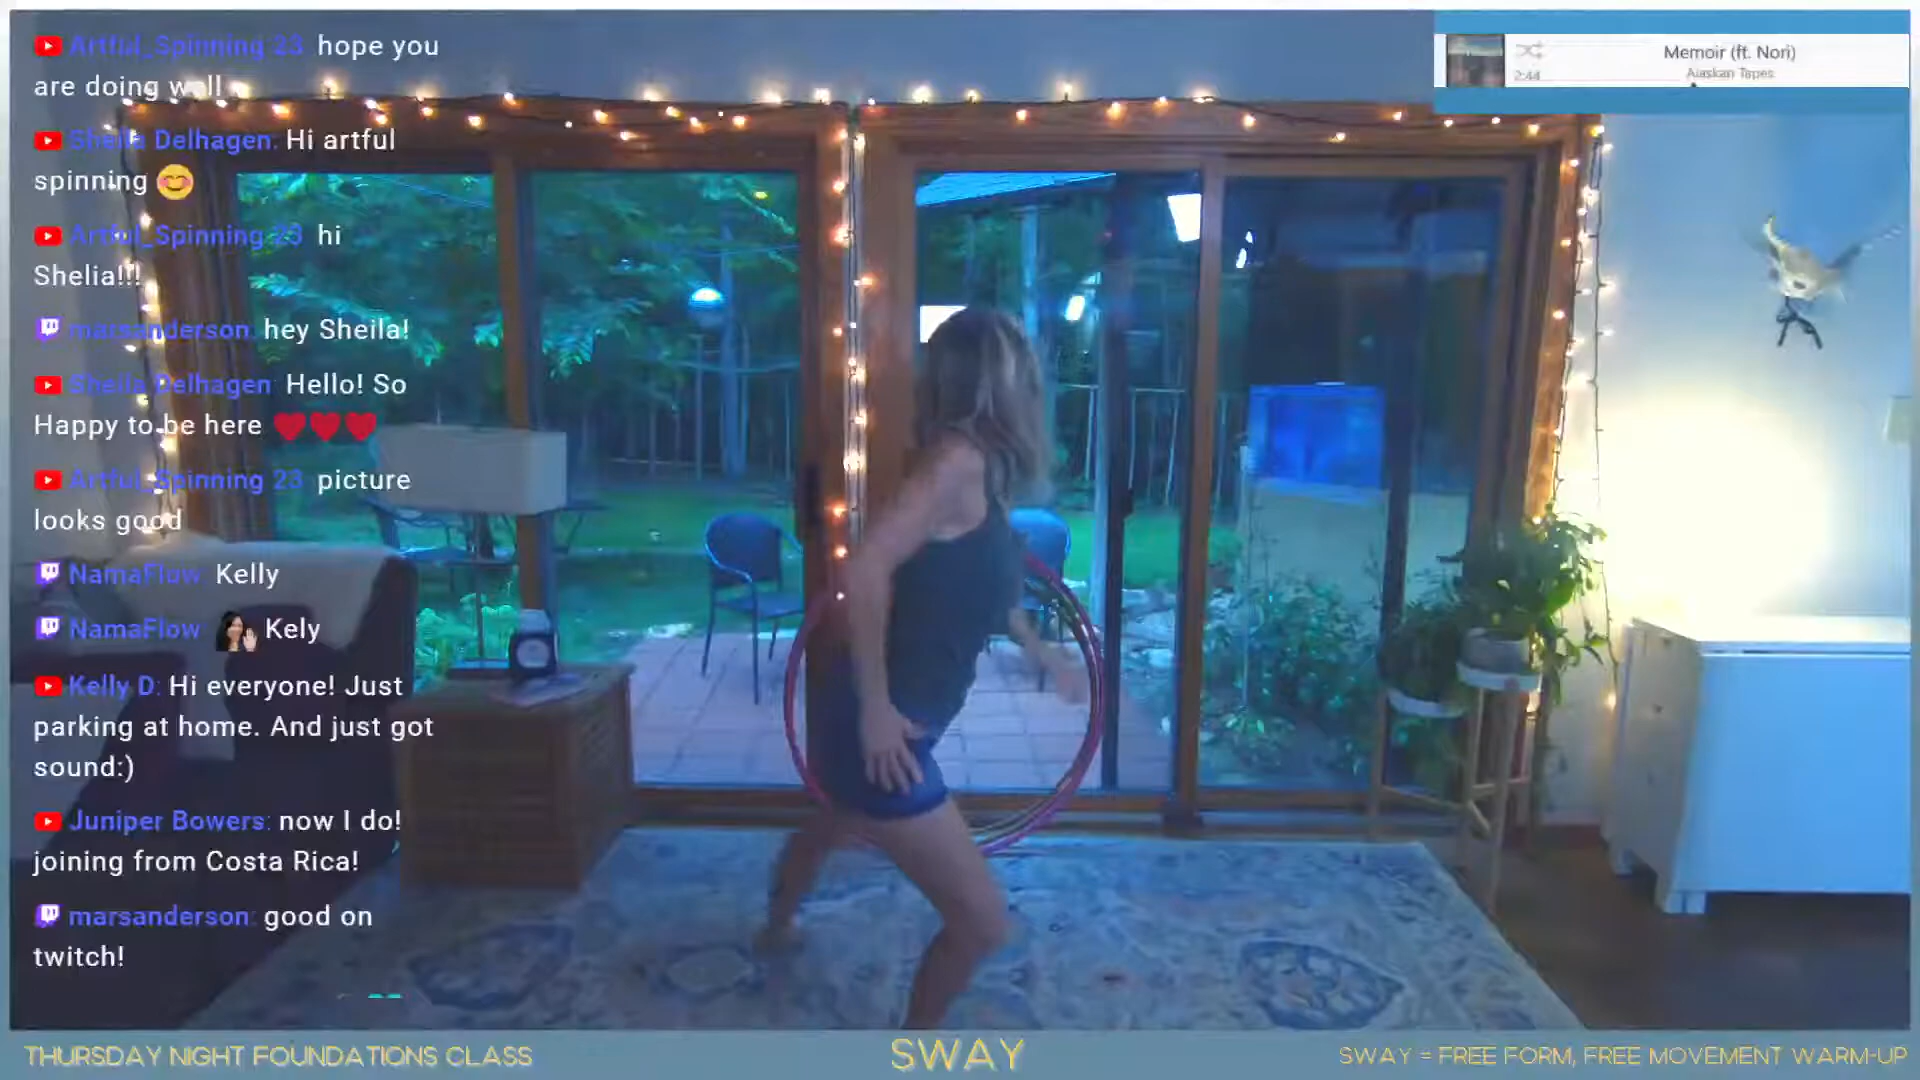 Artful_Spinning 23 hope you
are doing well
Sheila Delhagen: Hi artful
spinning
Artful_Spinning 23 hi
Shelia!!!
marsanderson: hey Sheila!
Sheila Delhagen: Hello! So
Happy to be here
Artful_Spinning 23 picture
looks good
NamaFlow: Kelly
NamaFlow: Kely
Kelly D: Hi everyone! Just
parking at home. And just got
sound:)
Juniper Bowers: now I do!
joining from Costa Rica!
marsanderson: good on
twitch!
Memoir (ft. Nori)
2:44
Alaskan Tapes
THURSDAY NIGHT FOUNDATIONS CLASS
SWAY
SWAY = FREE FORM, FREE MOVEMENT WARM-UP